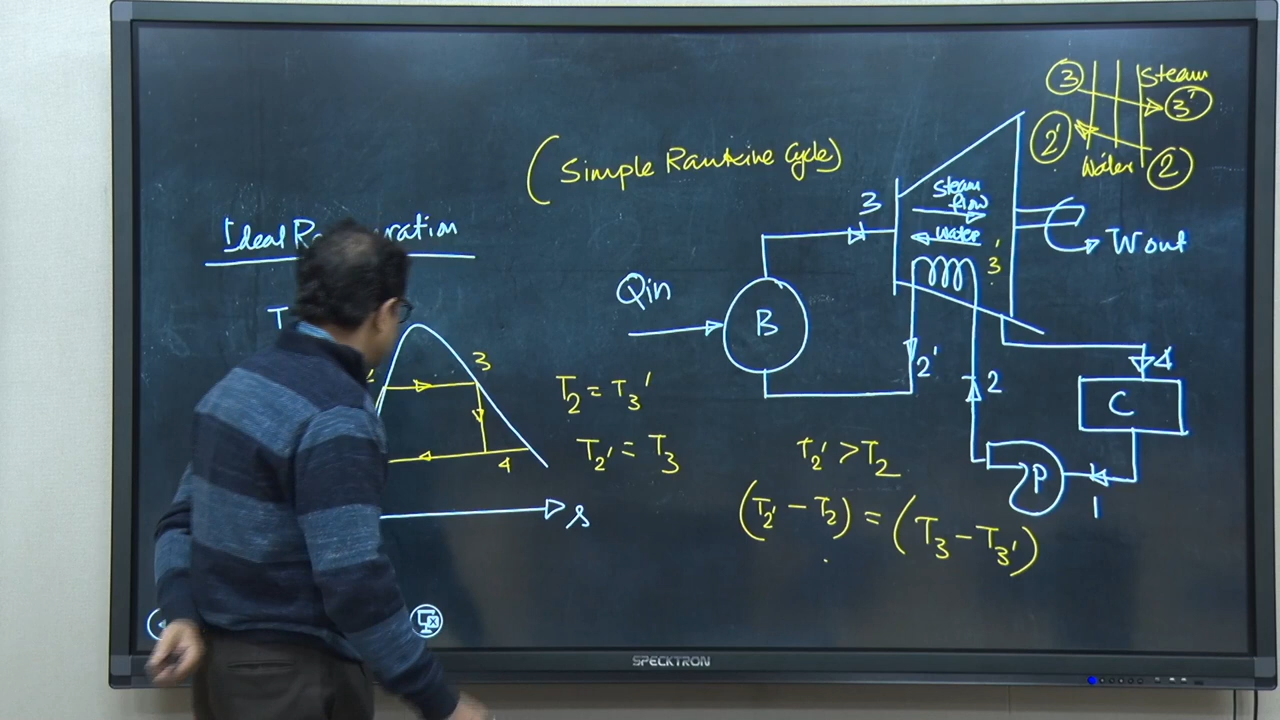 (Simple Rankine Cycle)
3
Steam
3'
2'
Water
2
Ideal
T
3
4
s
T2 = T3'
T2' = T3
Qin
B
3
Steam flow
Water
3'
Wout
2'
2
4
C
P
1
T2' > T2
(T2' - T2) = (T3 - T3')
SPECKTRON